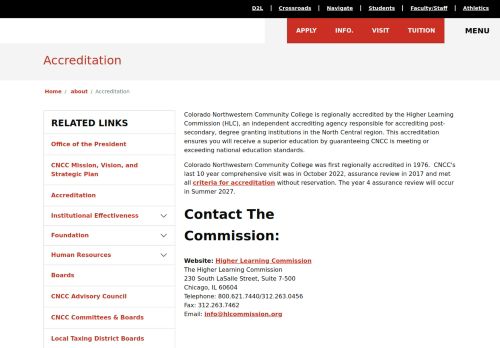 D2L | Crossroads | Navigate | Students | Faculty/Staff | Athletics
APPLY INFO. VISIT TUITION MENU
Accreditation
Home / about / Accreditation
RELATED LINKS
Office of the President
CNCC Mission, Vision, and
Strategic Plan
Accreditation
Institutional Effectiveness
Foundation
Human Resources
Boards
CNCC Advisory Council
CNCC Committees & Boards
Local Taxing District Boards
Colorado Northwestern Community College is regionally accredited by the Higher Learning
Commission (HLC), an independent accrediting agency responsible for accrediting post-
secondary, degree granting institutions in the North Central region. This accreditation
ensures you will receive a superior education by guaranteeing CNCC is meeting or
exceeding national education standards.
Colorado Northwestern Community College was first regionally accredited in 1976. CNCC's
last 10 year comprehensive visit was in October 2022, assurance review in 2017 and met
all criteria for accreditation without reservation. The year 4 assurance review will occur
in Summer 2027.
Contact The
Commission:
Website: Higher Learning Commission
The Higher Learning Commission
230 South LaSalle Street, Suite 7-500
Chicago, IL 60604
Telephone: 800.621.7440/312.263.0456
Fax: 312.263.7462
Email: info@hlcommission.org